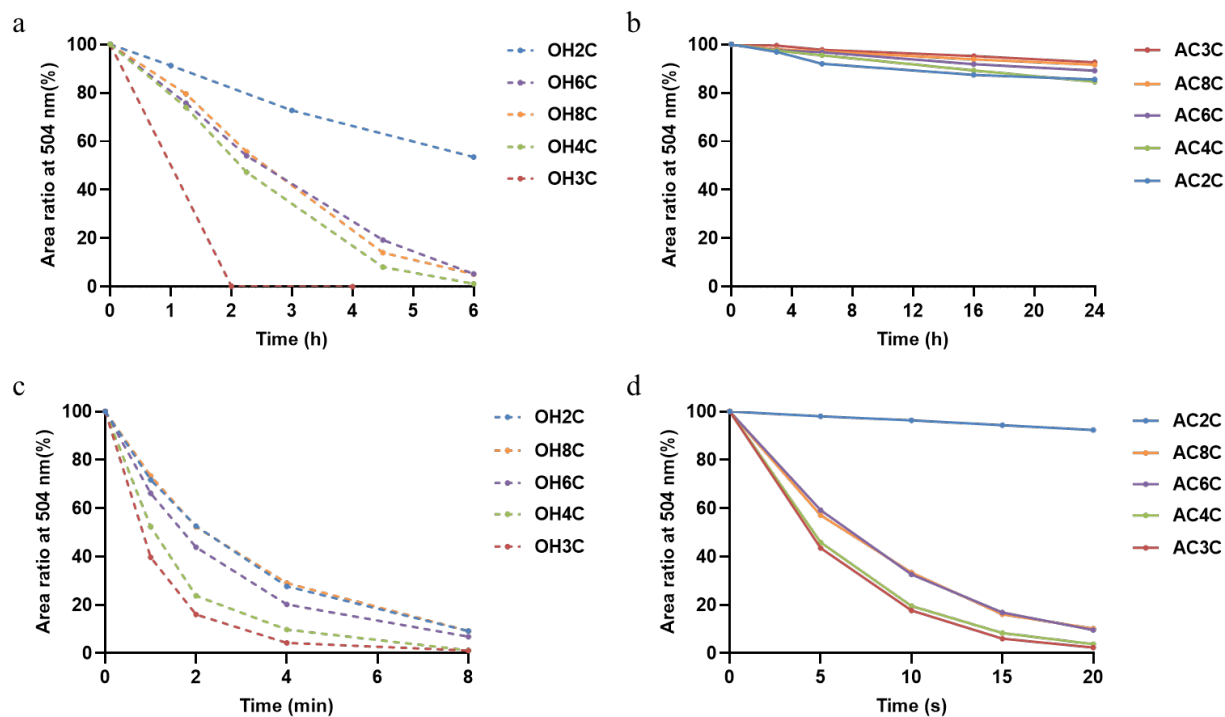 a
Area ratio at 504 nm(%)
100
80
60
40
20
0
0 1 2 3 4 5 6
Time (h)
OH2C
OH6C
OH8C
OH4C
OH3C
b
Area ratio at 504 nm(%)
100
80
60
40
20
0
0 4 8 12 16 20 24
Time (h)
AC3C
AC8C
AC6C
AC4C
AC2C
c
Area ratio at 504 nm(%)
100
80
60
40
20
0
0 2 4 6 8
Time (min)
OH2C
OH8C
OH6C
OH4C
OH3C
d
Area ratio at 504 nm(%)
100
80
60
40
20
0
0 5 10 15 20
Time (s)
AC2C
AC8C
AC6C
AC4C
AC3C